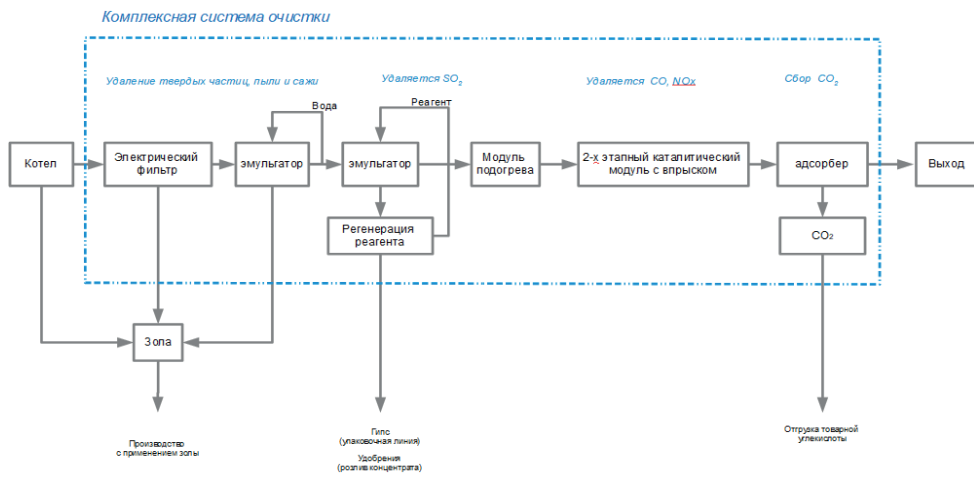 Комплексная система очистки
Удаление твердых частиц, пыли и сажи
Удаляется SO2
Удаляется CO, NOx
Сбор CO2
Вода
Реагент
Котел
Электрический
фильтр
эмульгатор
эмульгатор
Модуль
подогрева
2-х этапный каталитический
модуль с впрыском
адсорбер
Выход
Регенерация
реагента
CO2
Зола
Производство
с применением золы
Гипс
(упаковочная линия)
Удобрения
(розлив концентрата)
Отгрузка товарной
углекислоты